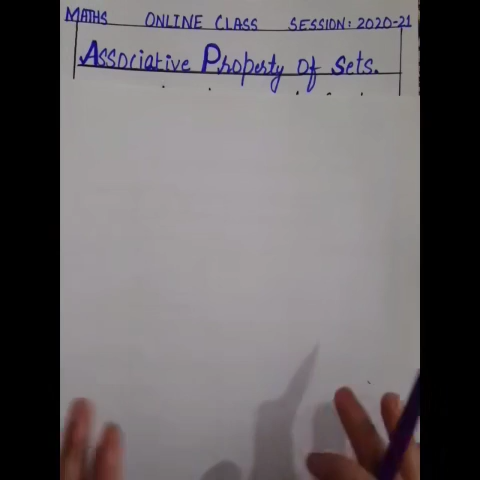 MATHS ONLINE CLASS SESSION: 2020-21
Associative Property of Sets.